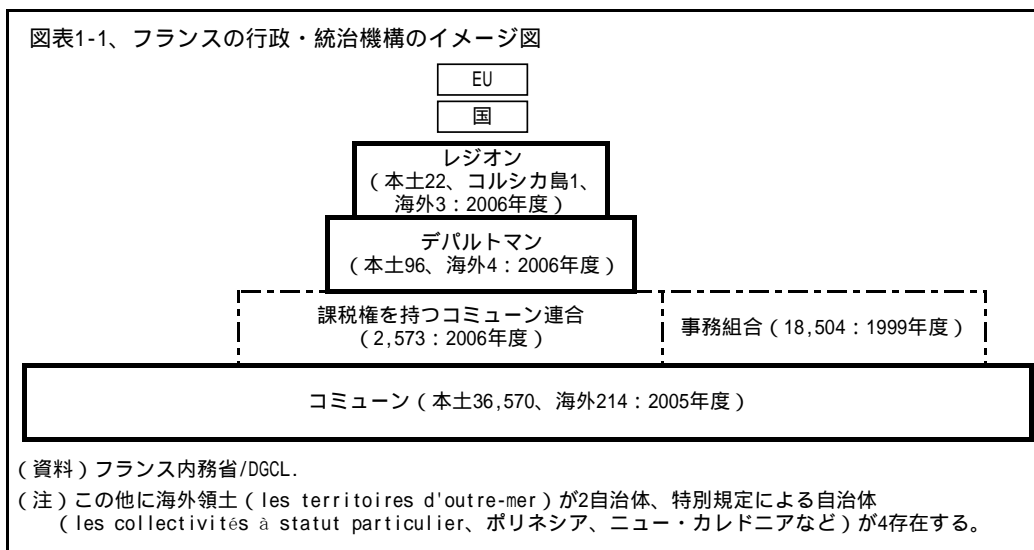 図表1-1、フランスの行政・統治機構のイメージ図
EU
国
レジオン
（本土22、コルシカ島1、
海外3：2006年度）
デパルトマン
（本土96、海外4：2006年度）
課税権を持つコミューン連合
（2,573：2006年度）
事務組合（18,504：1999年度）
コミューン（本土36,570、海外214：2005年度）
（資料）フランス内務省/DGCL.
（注）この他に海外領土（les territoires d'outre-mer）が2自治体、特別規定による自治体
（les collectivités à statut particulier、ポリネシア、ニュー・カレドニアなど）が4存在する。